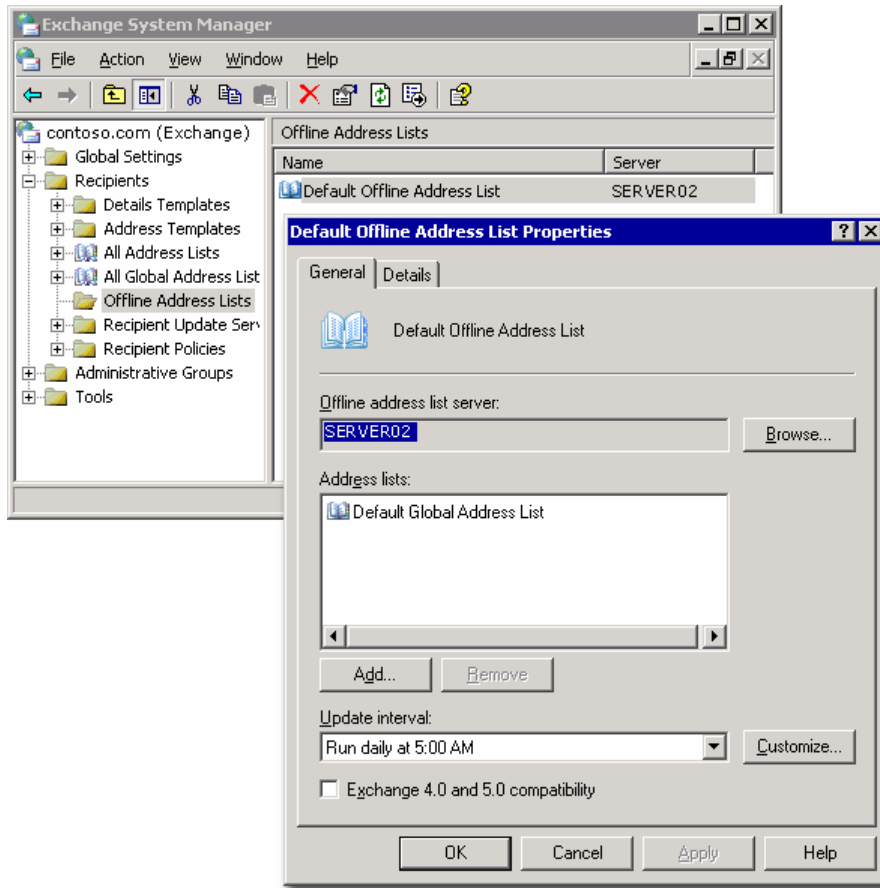 Exchange System Manager
File Action View Window Help
contoso.com (Exchange)
Global Settings
Recipients
Details Templates
Address Templates
All Address Lists
All Global Address List
Offline Address Lists
Recipient Update Serv
Recipient Policies
Administrative Groups
Tools
Offline Address Lists
Name Server
Default Offline Address List SERVER02
Default Offline Address List Properties
General Details
Default Offline Address List
Offline address list server:
SERVER02
Browse...
Address lists:
Default Global Address List
Add... Remove
Update interval:
Run daily at 5:00 AM
Customize...
Exchange 4.0 and 5.0 compatibility
OK Cancel Apply Help